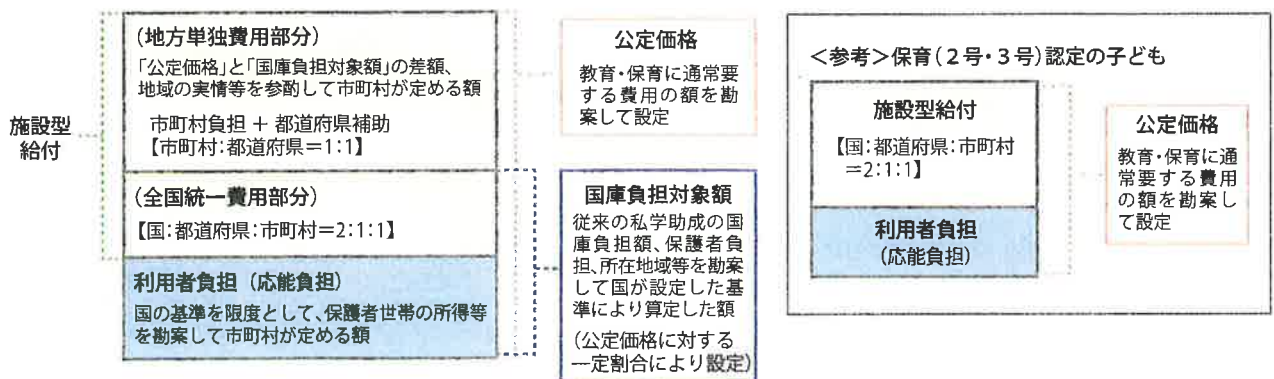 施設型
給付
(地方単独費用部分)
「公定価格」と「国庫負担対象額」の差額、
地域の実情等を参酌して市町村が定める額
市町村負担 + 都道府県補助
【市町村:都道府県=1:1】
(全国統一費用部分)
【国:都道府県:市町村=2:1:1】
利用者負担 (応能負担)
国の基準を限度として、保護者世帯の所得等
を勘案して市町村が定める額
公定価格
教育・保育に通常要
する費用の額を勘
案して設定
国庫負担対象額
従来の私学助成の国
庫負担額、保護者負
担、所在地域等を勘案
して国が設定した基
準により算定した額
(公定価格に対する
一定割合により設定)
<参考>保育(2号・3号)認定の子ども
施設型給付
【国:都道府県:市町村
=2:1:1】
利用者負担
(応能負担)
公定価格
教育・保育に通
常要する費用
の額を勘案し
て設定